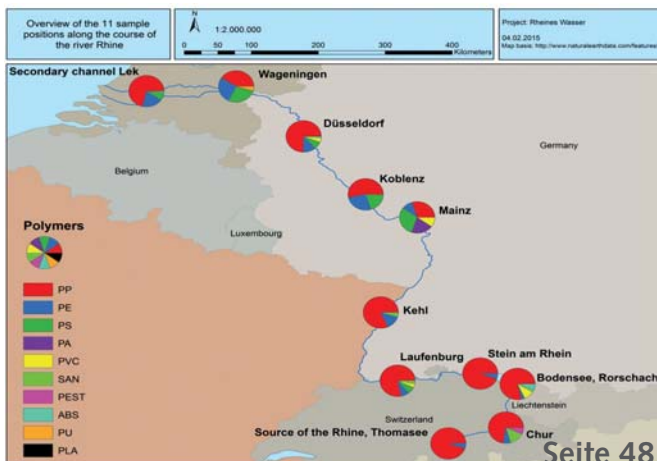 Overview of the 11 sample
positions along the course of
the river Rhine
N
1:2.000.000
0 100 200 400
Kilometers
Project: Rheines Wasser
04.02.2015
Map basis: http://www.naturalearthdata.com/features
Secondary channel Lek
Wageningen
Düsseldorf
Germany
Belgium
Koblenz
Mainz
Polymers
Luxembourg
PP
PE
PS
PA
PVC
SAN
PEST
ABS
PU
PLA
Kehl
Laufenburg
Stein am Rhein
Bodensee, Rorschach
Liechtenstein
Switzerland
Source of the Rhine, Thomasee
Chur
Seite 48